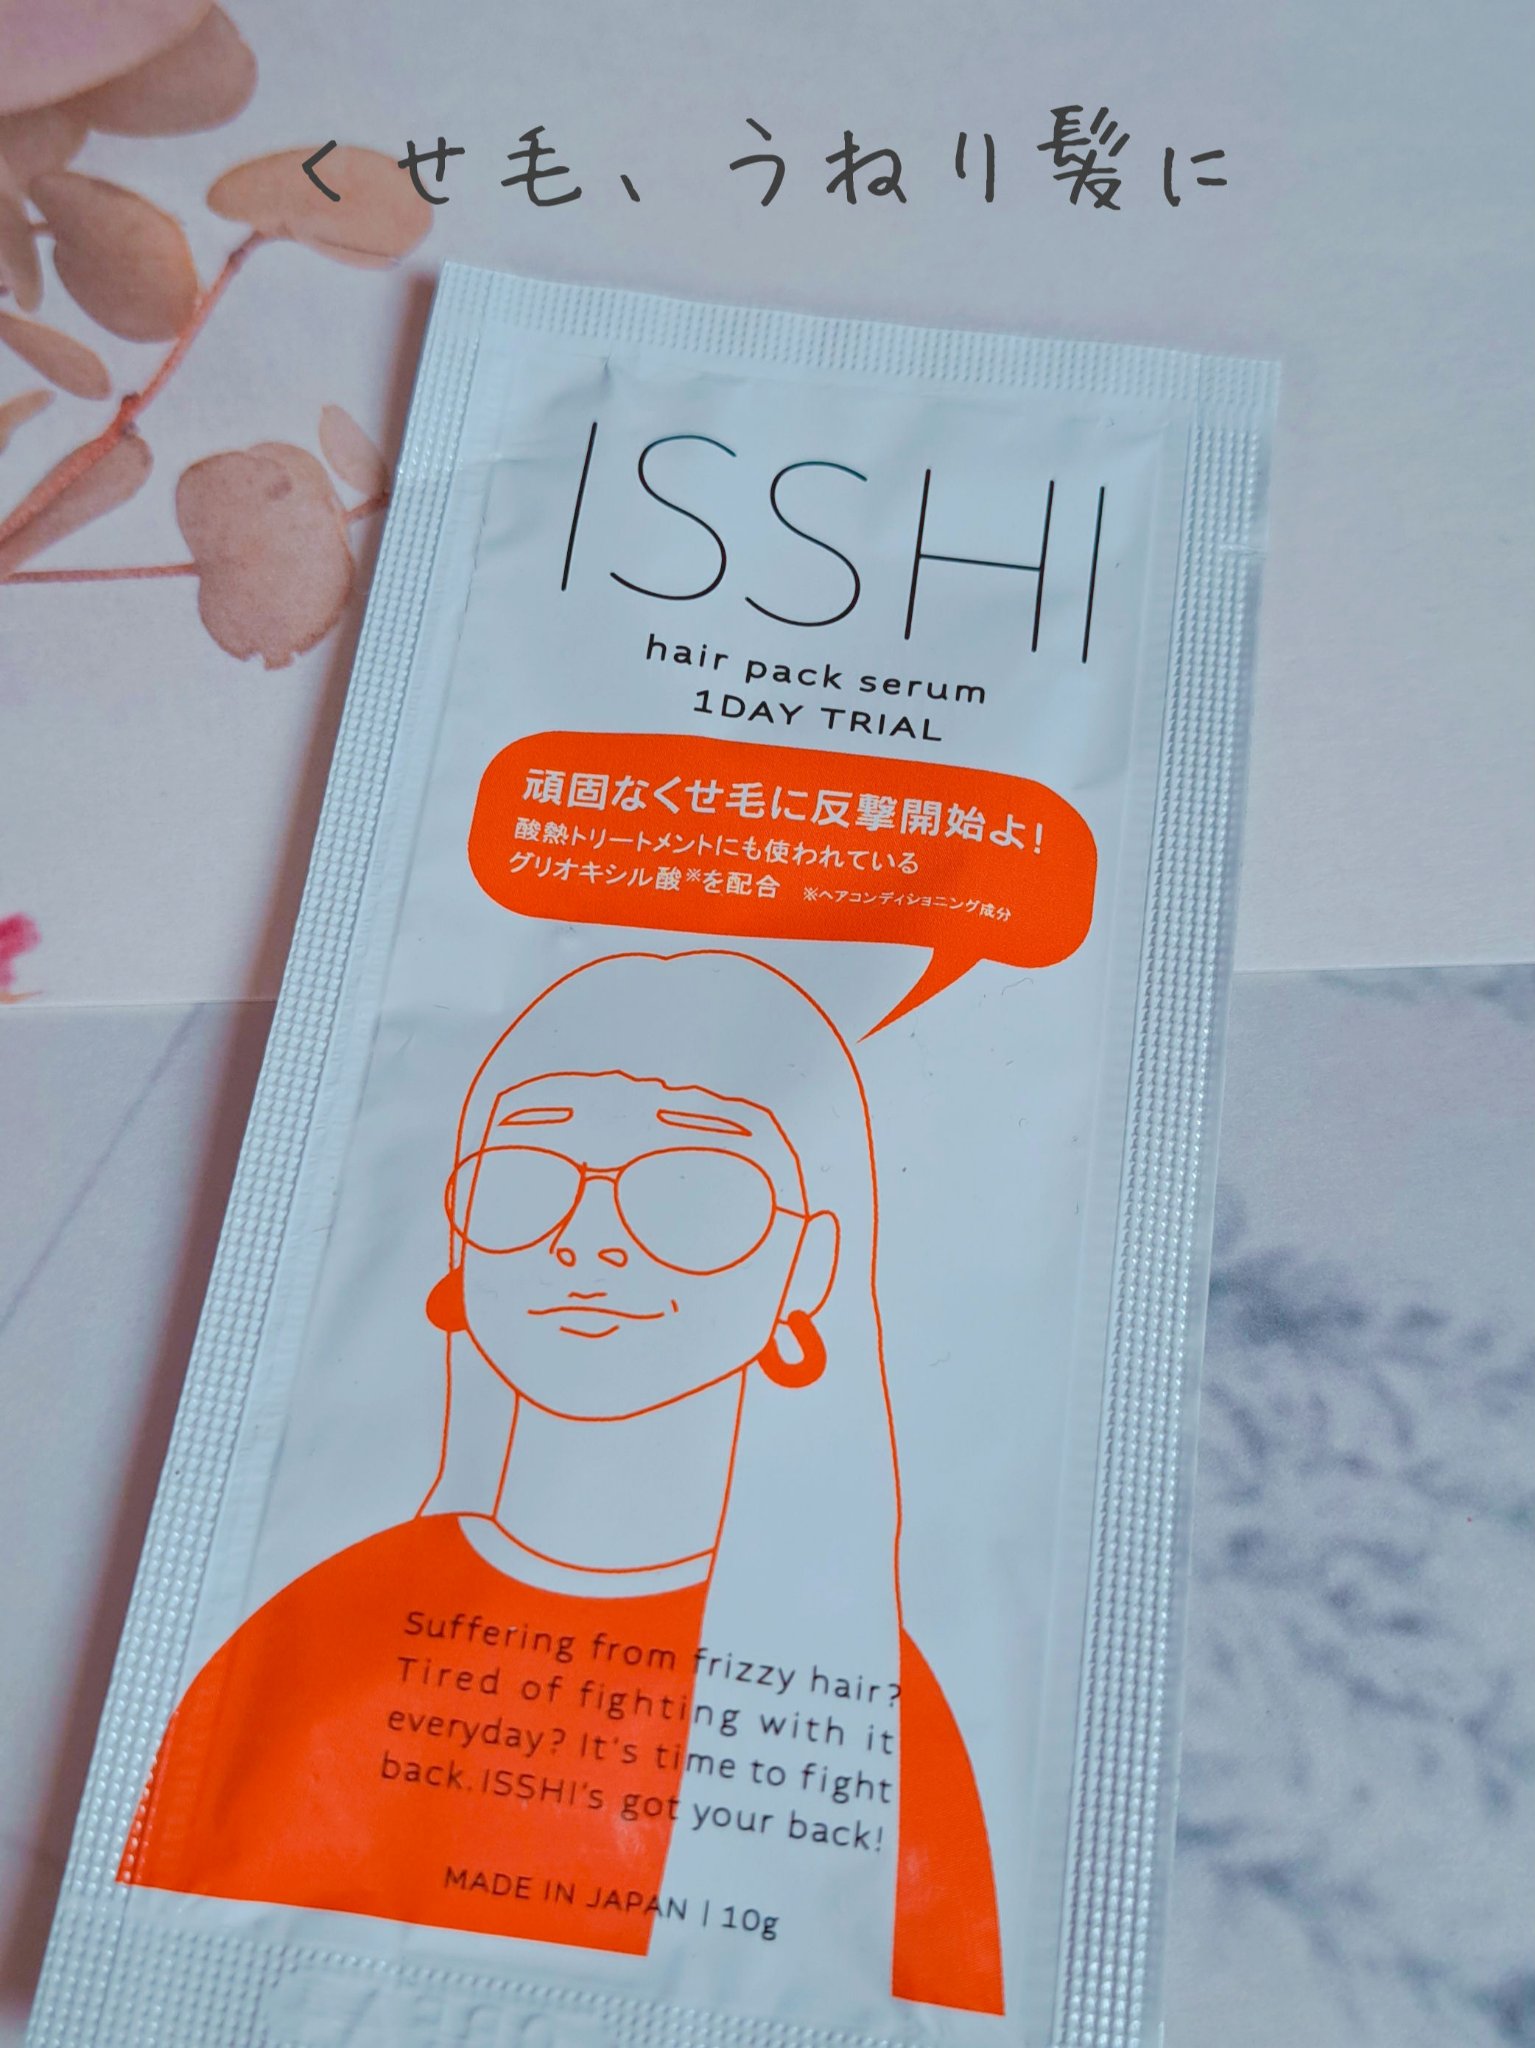 くせ毛、うねり髪に
ISSHI
hair pack serum
1DAY TRIAL
頑固なくせ毛に反撃開始よ!
酸熱トリートメントにも使われている
グリオキシル酸※を配合 ※ヘアコンディショニング成分
Suffering from frizzy hair?
Tired of fighting with it
everyday? It's time to fight
back. ISSHI's got your back!
MADE IN JAPAN | 10g